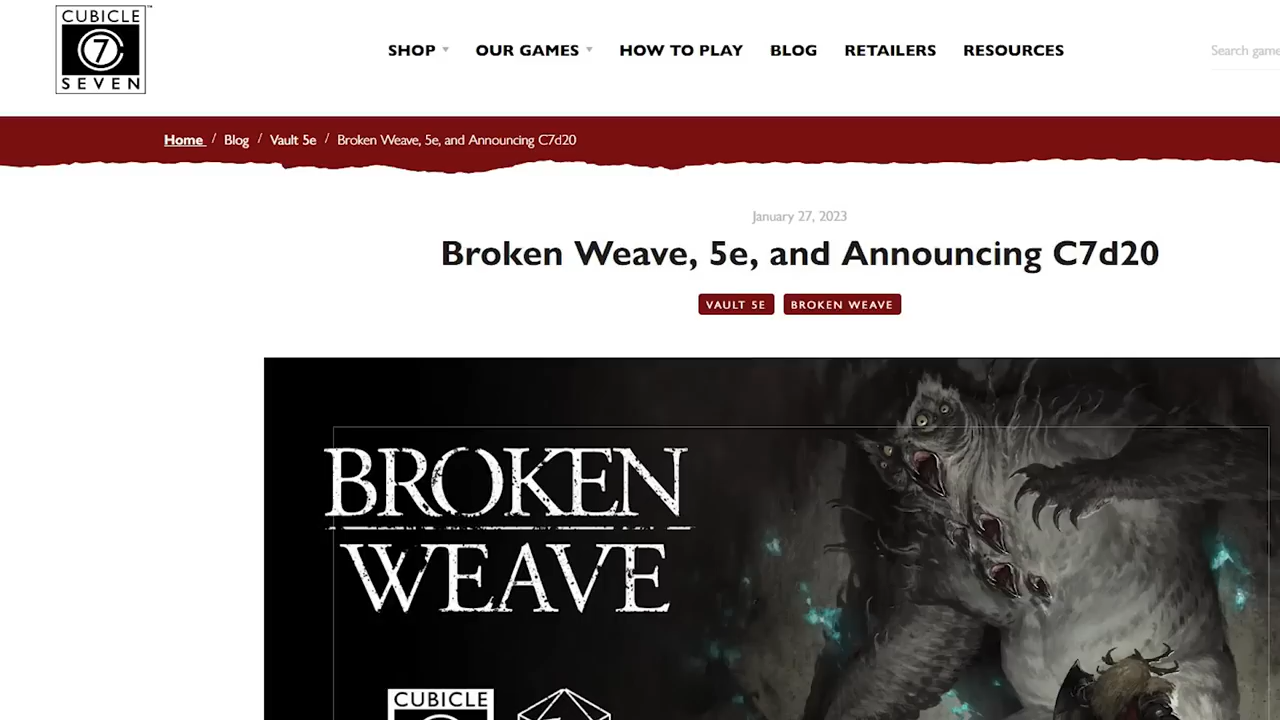 CUBICLE
7
SEVEN
SHOP OUR GAMES HOW TO PLAY BLOG RETAILERS RESOURCES
Search game
Home / Blog / Vault 5e / Broken Weave, 5e, and Announcing C7d20
January 27, 2023
Broken Weave, 5e, and Announcing C7d20
VAULT 5E BROKEN WEAVE
BROKEN
WEAVE
CUBICLE